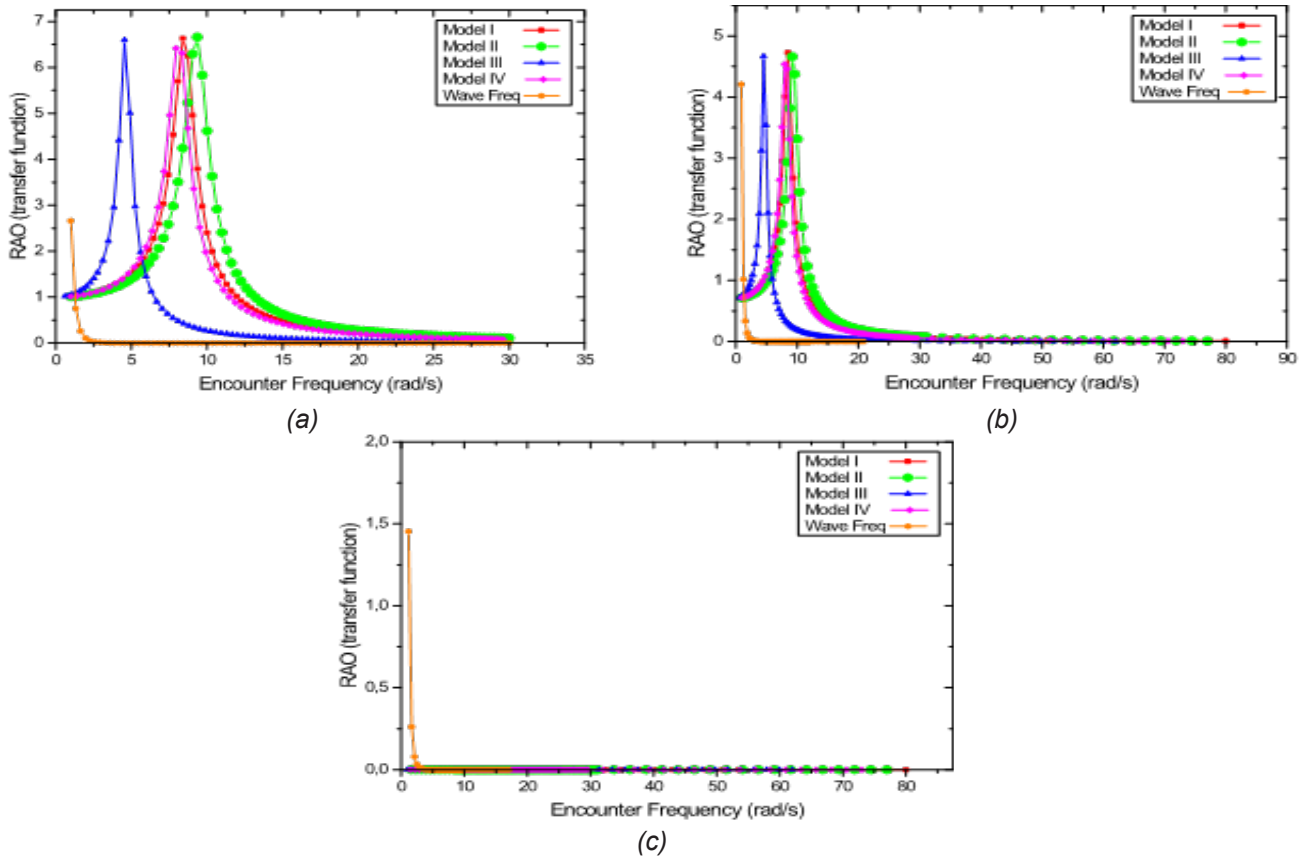 7
6
5
4
3
2
1
0
RAO (transfer function)
0
5
10
15
20
25
30
35
Encounter Frequency (rad/s)
Model I
Model II
Model III
Model IV
Wave Freq
(a)
5
4
3
2
1
0
RAO (transfer function)
0
10
20
30
40
50
60
70
80
90
Encounter Frequency (rad/s)
Model I
Model II
Model III
Model IV
Wave Freq
(b)
2,0
1,5
1,0
0,5
0,0
RAO (transfer function)
0
10
20
30
40
50
60
70
80
Encounter Frequency (rad/s)
Model I
Model II
Model III
Model IV
Wave Freq
(c)